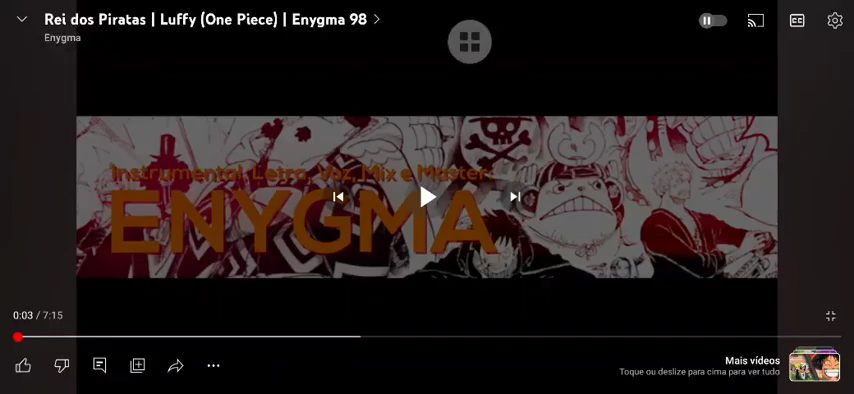 Rei dos Piratas | Luffy (One Piece) | Enygma 98
Enygma
CC
Instrumental, Letra, Voz, Mix e Master:
ENYGMA
0:03 / 7:15
Mais vídeos
Toque ou deslize para cima para ver tudo